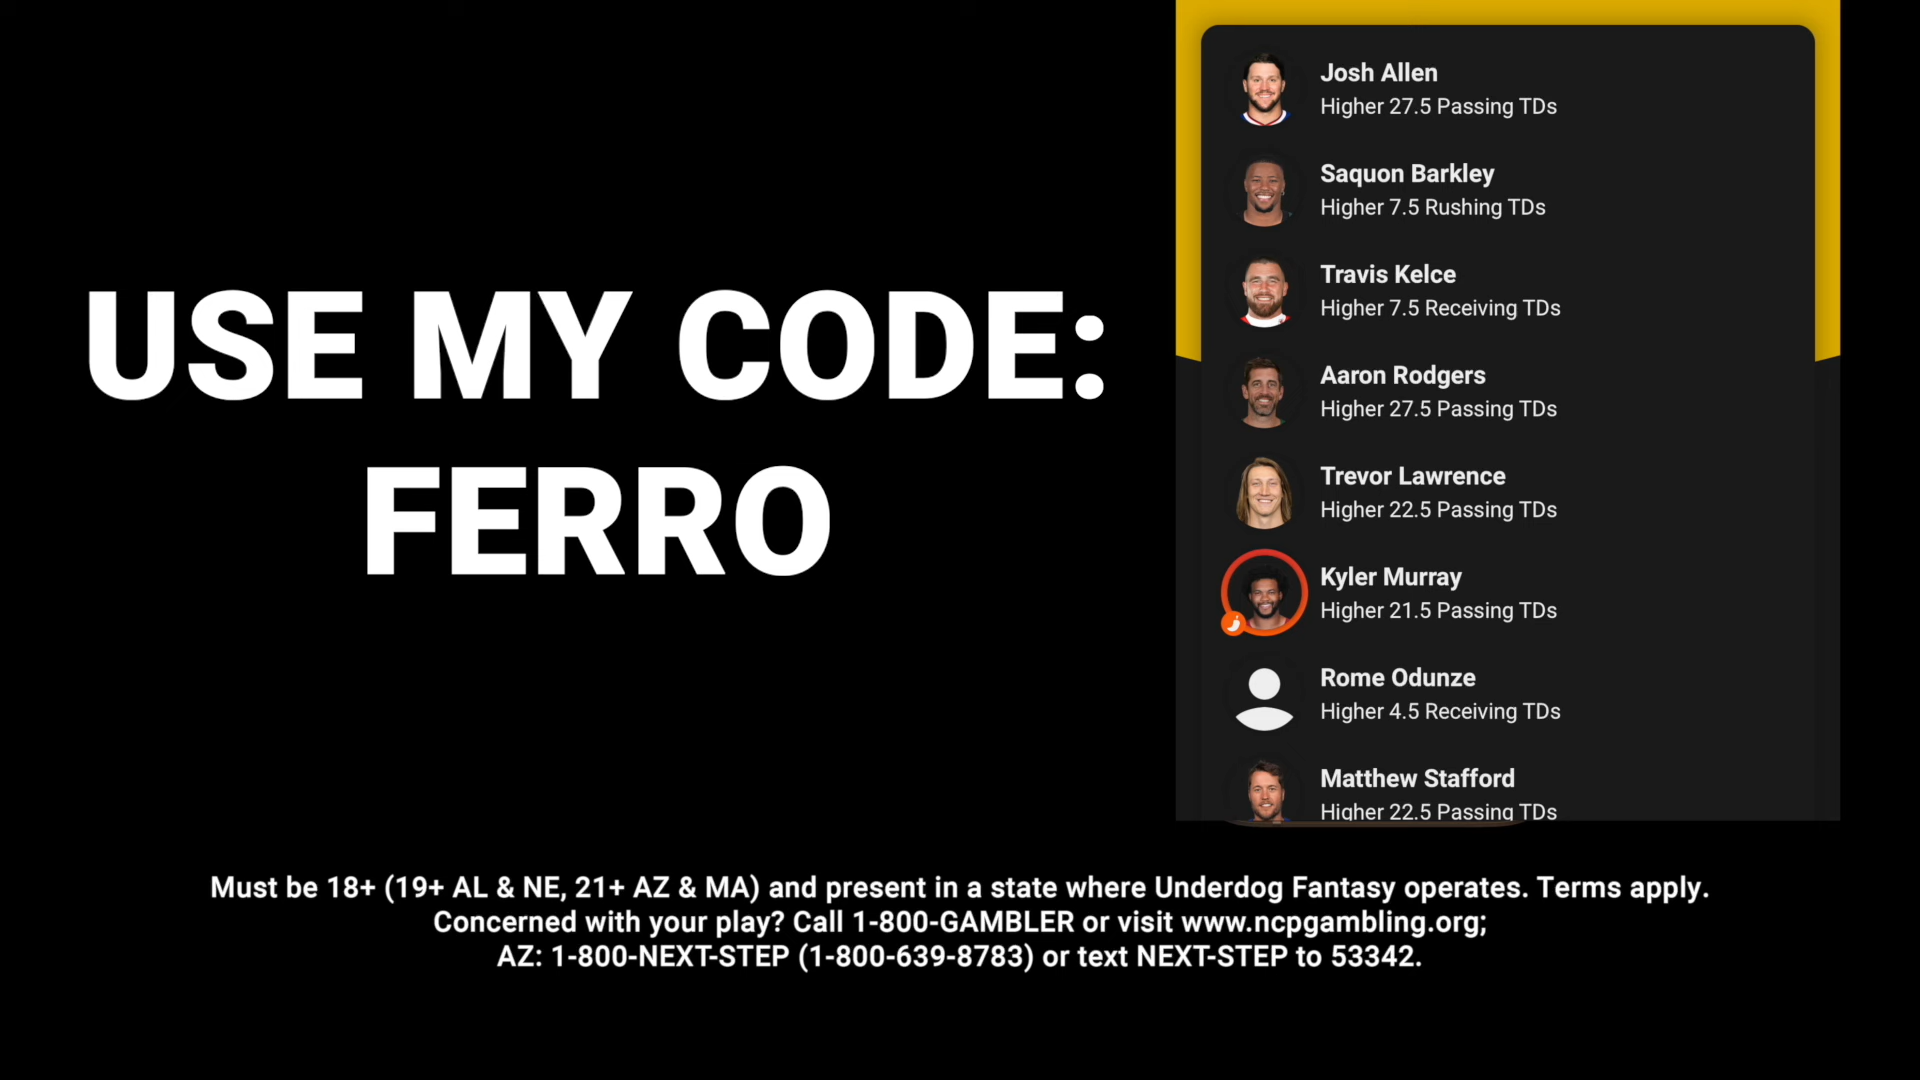 USE MY CODE:
FERRO
Josh Allen
Higher 27.5 Passing TDs
Saquon Barkley
Higher 7.5 Rushing TDs
Travis Kelce
Higher 7.5 Receiving TDs
Aaron Rodgers
Higher 27.5 Passing TDs
Trevor Lawrence
Higher 22.5 Passing TDs
Kyler Murray
Higher 21.5 Passing TDs
Rome Odunze
Higher 4.5 Receiving TDs
Matthew Stafford
Higher 22.5 Passing TDs
Must be 18+ (19+ AL & NE, 21+ AZ & MA) and present in a state where Underdog Fantasy operates. Terms apply.
Concerned with your play? Call 1-800-GAMBLER or visit www.ncpgambling.org;
AZ: 1-800-NEXT-STEP (1-800-639-8783) or text NEXT-STEP to 53342.